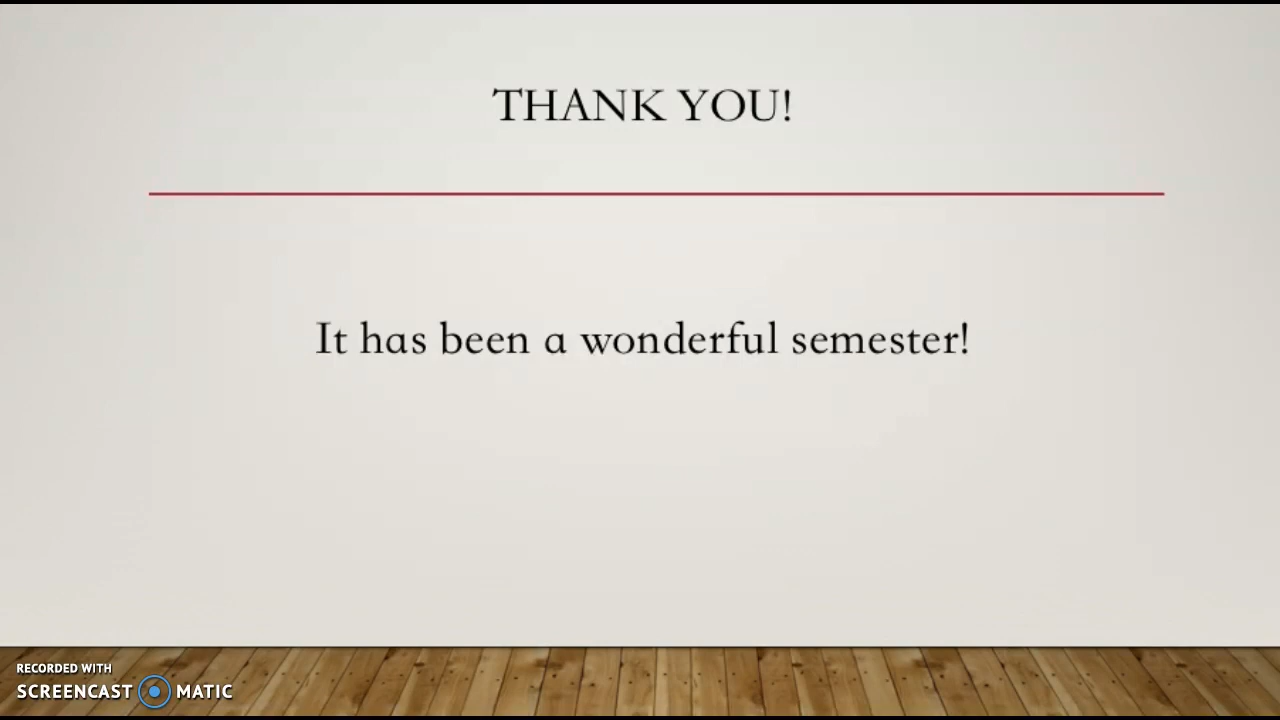 THANK YOU!
It has been a wonderful semester!
RECORDED WITH
SCREENCAST MATIC